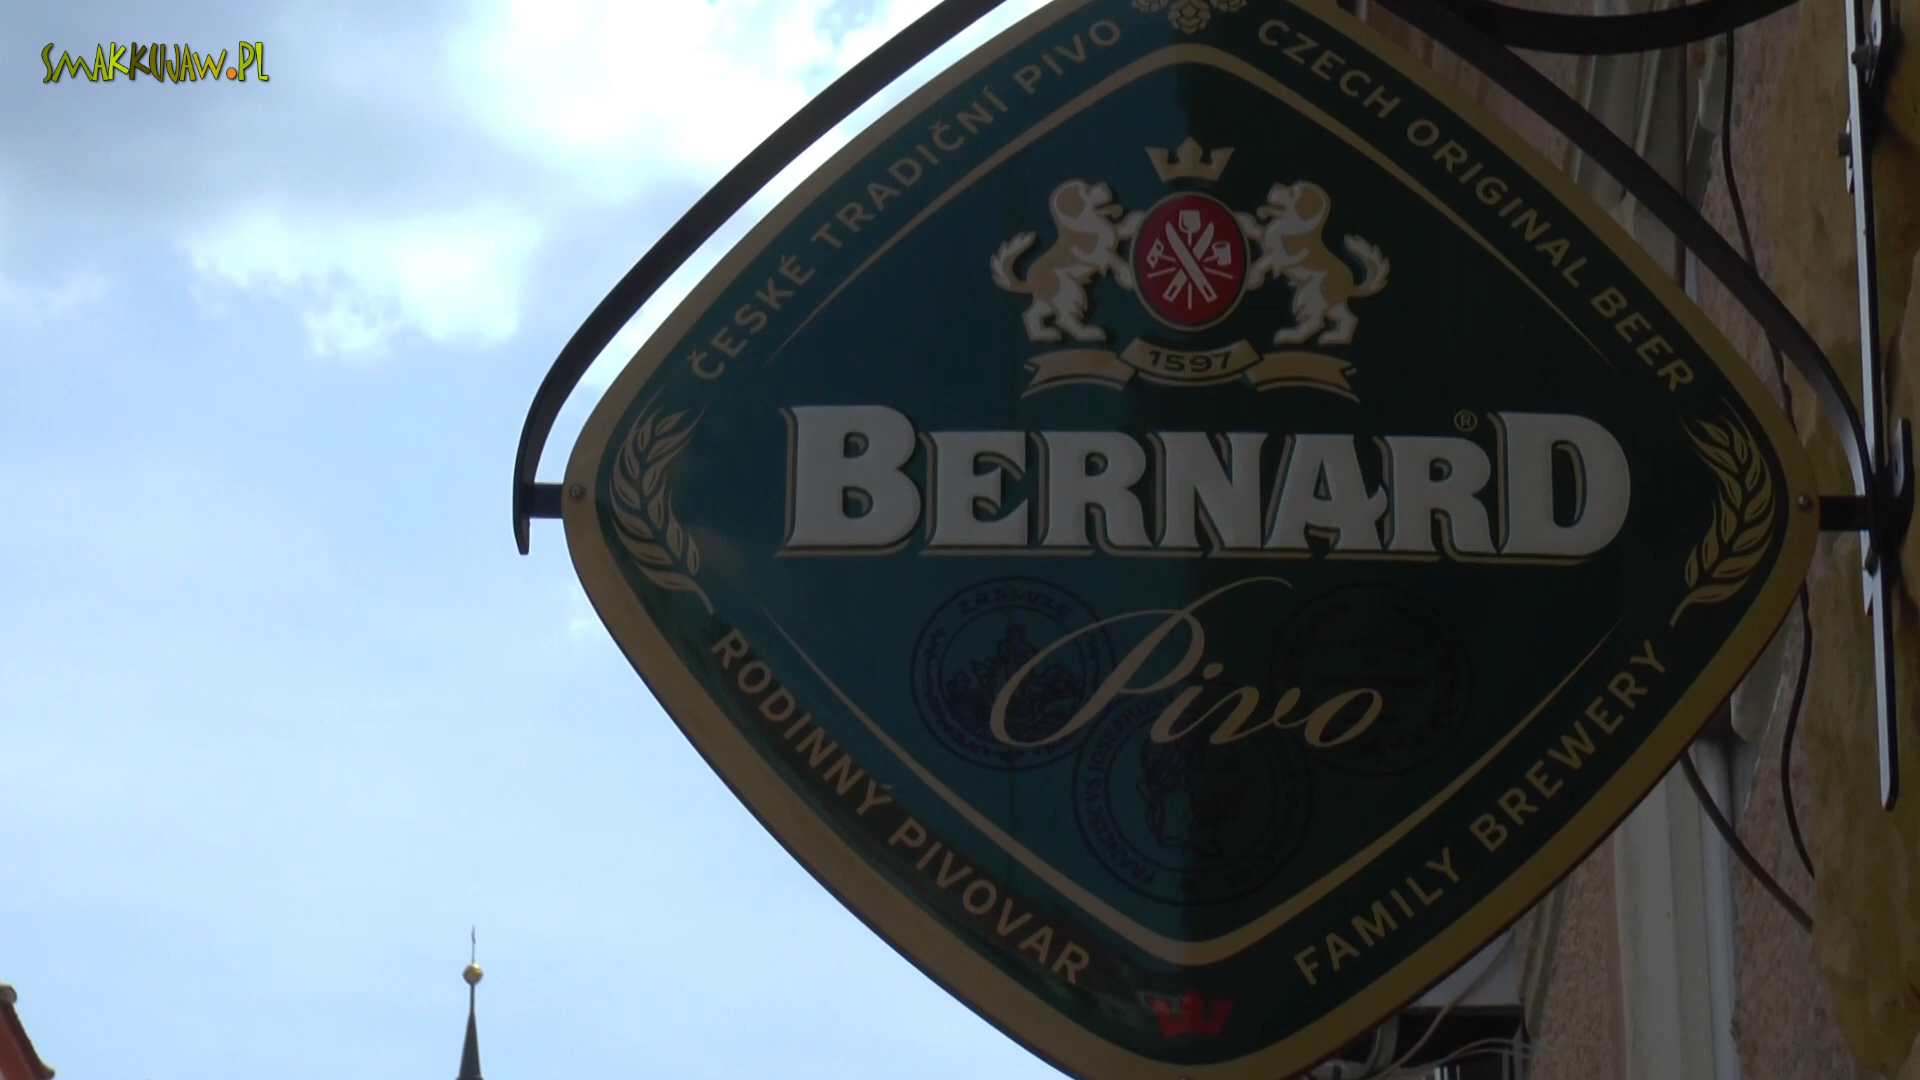 SMAKKUJAW.PL
ČESKÉ TRADIČNÍ PIVO
CZECH ORIGINAL BEER
1597
BERNARD®
Pivo
RODINNÝ PIVOVAR
FAMILY BREWERY